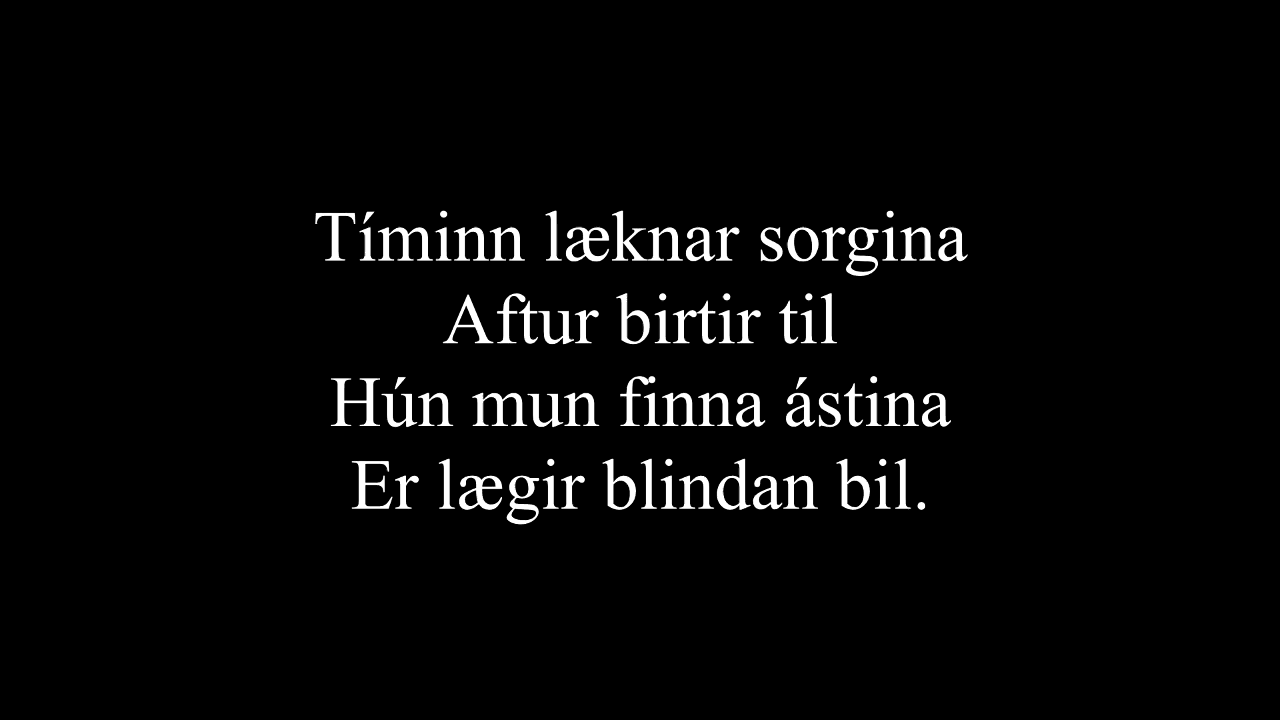 Tíminn læknar sorgina
Aftur birtir til
Hún mun finna ástina
Er lægir blindan bil.